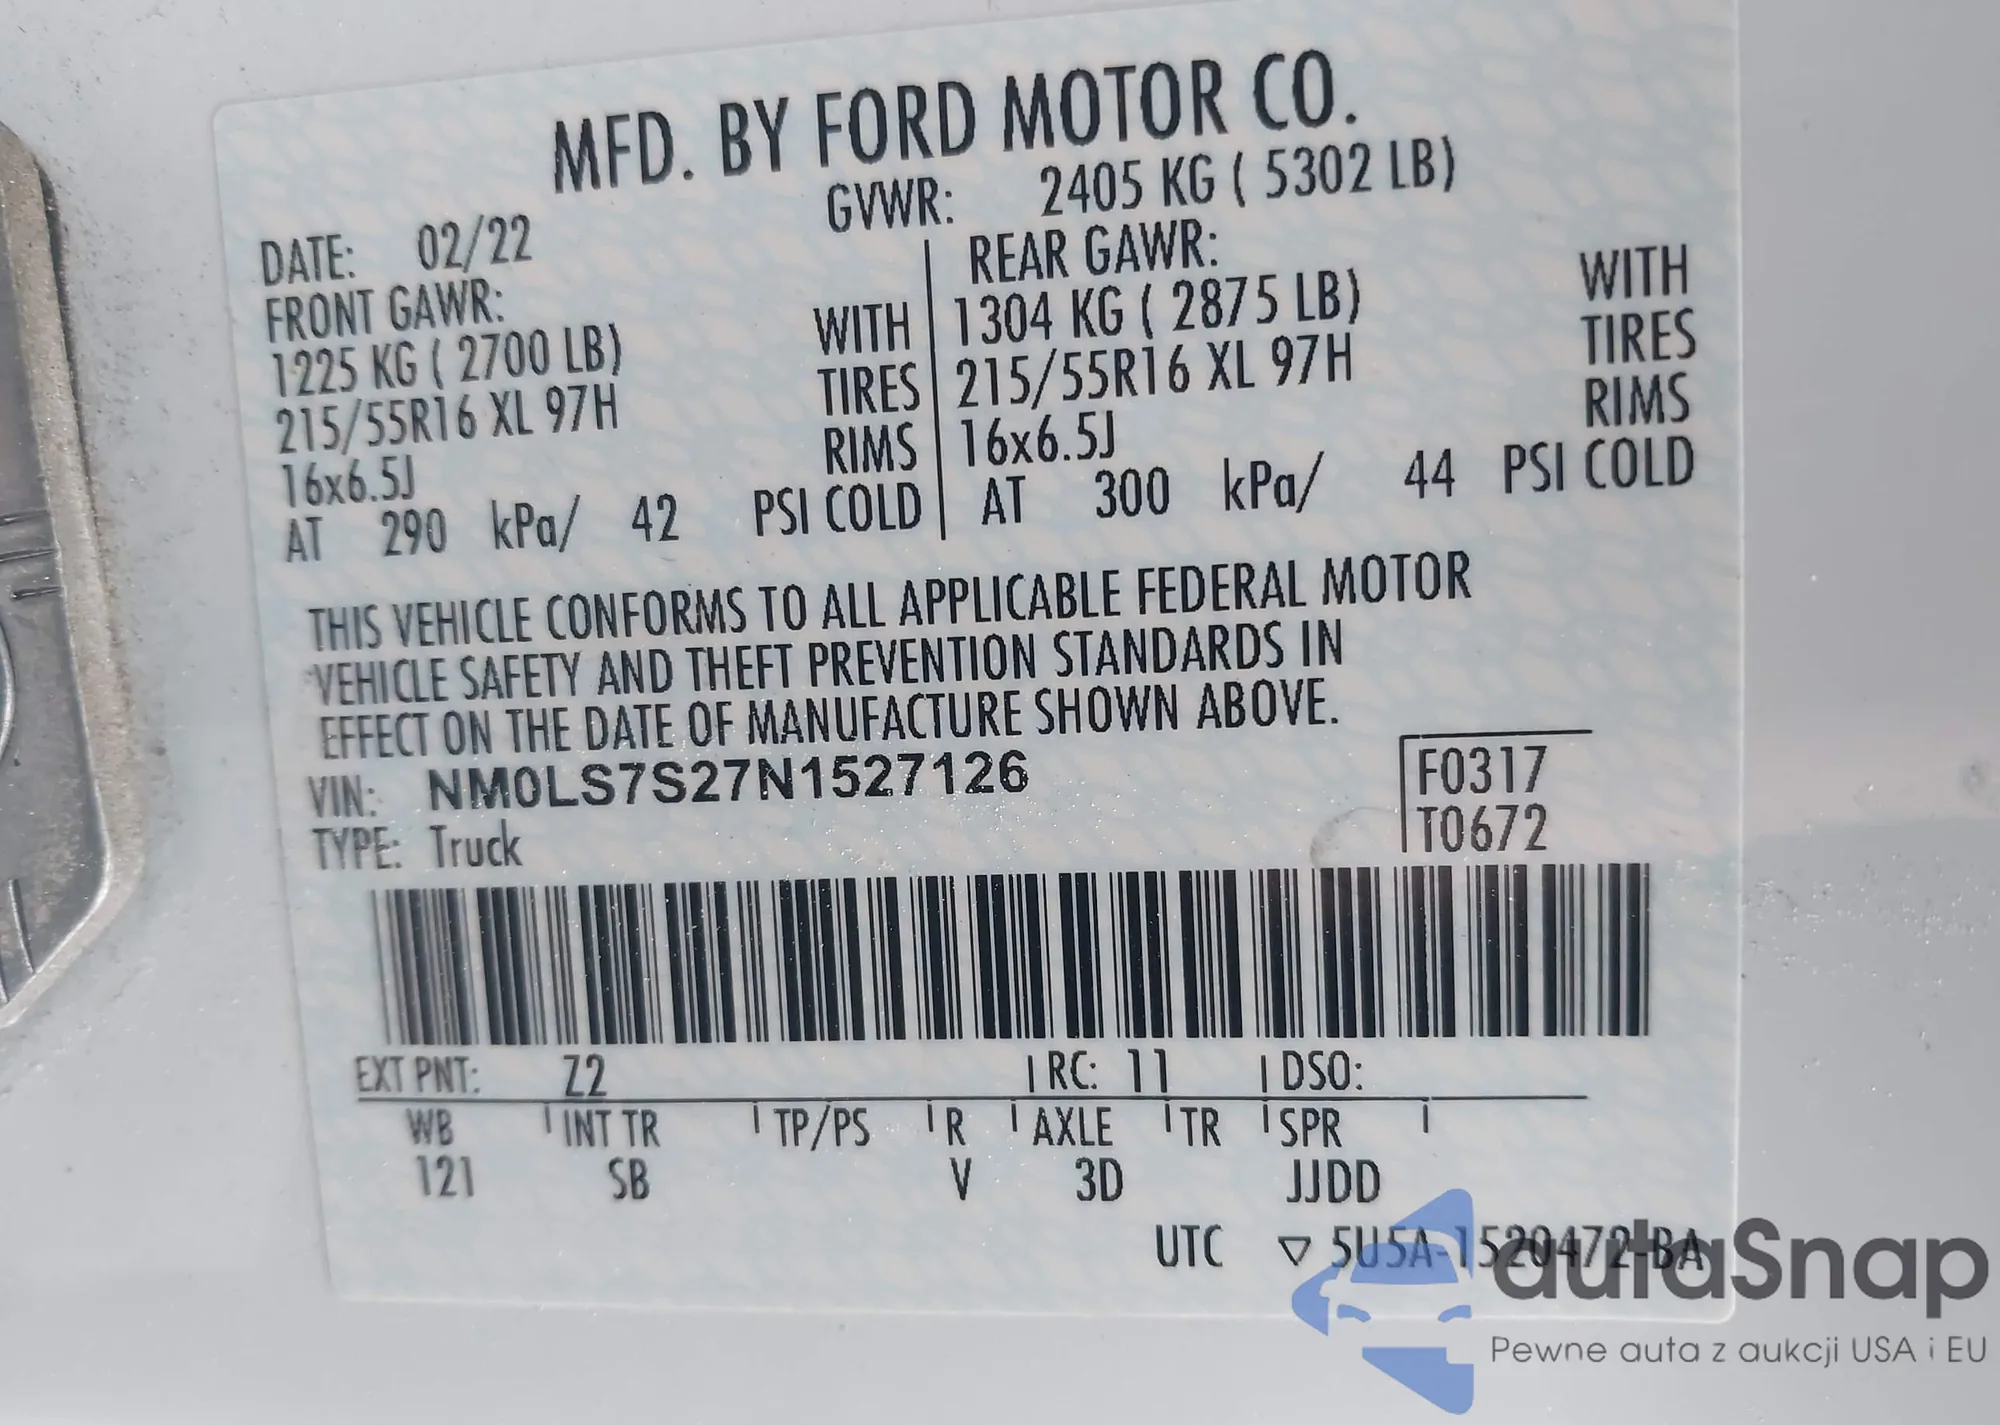 MFD. BY FORD MOTOR CO.
DATE: 02/22 GVWR: 2405 KG ( 5302 LB)
FRONT GAWR: REAR GAWR:
1225 KG ( 2700 LB) WITH 1304 KG ( 2875 LB) WITH
215/55R16 XL 97H TIRES 215/55R16 XL 97H TIRES
16x6.5J RIMS 16x6.5J RIMS
AT 290 kPa/ 42 PSI COLD AT 300 kPa/ 44 PSI COLD
THIS VEHICLE CONFORMS TO ALL APPLICABLE FEDERAL MOTOR
VEHICLE SAFETY AND THEFT PREVENTION STANDARDS IN
EFFECT ON THE DATE OF MANUFACTURE SHOWN ABOVE.
VIN: NM0LS7S27N1527126 F0317
TYPE: Truck T0672
EXT PNT: Z2 RC: 11 DSO:
WB INT TR TP/PS R AXLE TR SPR
121 SB V 3D JJDD
UTC ▽ 5U5A-1520472-BA
autaSnap
Pewne auta z aukcji USA i EU